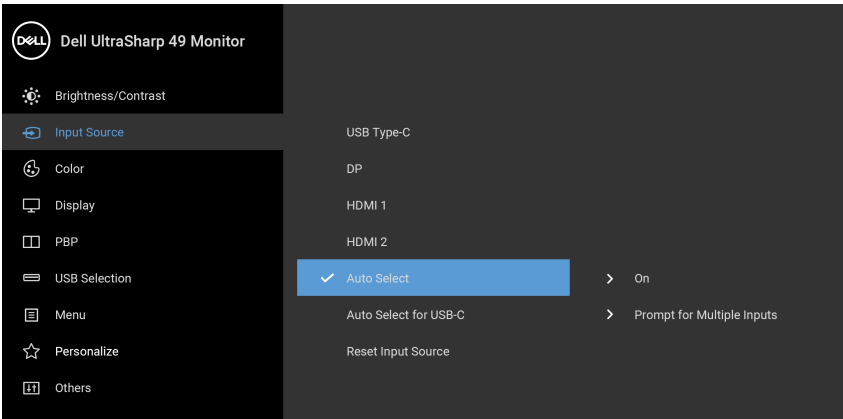 DELL Dell UltraSharp 49 Monitor
Brightness/Contrast
Input Source USB Type-C
Color DP
Display HDMI 1
PBP HDMI 2
USB Selection Auto Select On
Menu Auto Select for USB-C Prompt for Multiple Inputs
Personalize Reset Input Source
Others